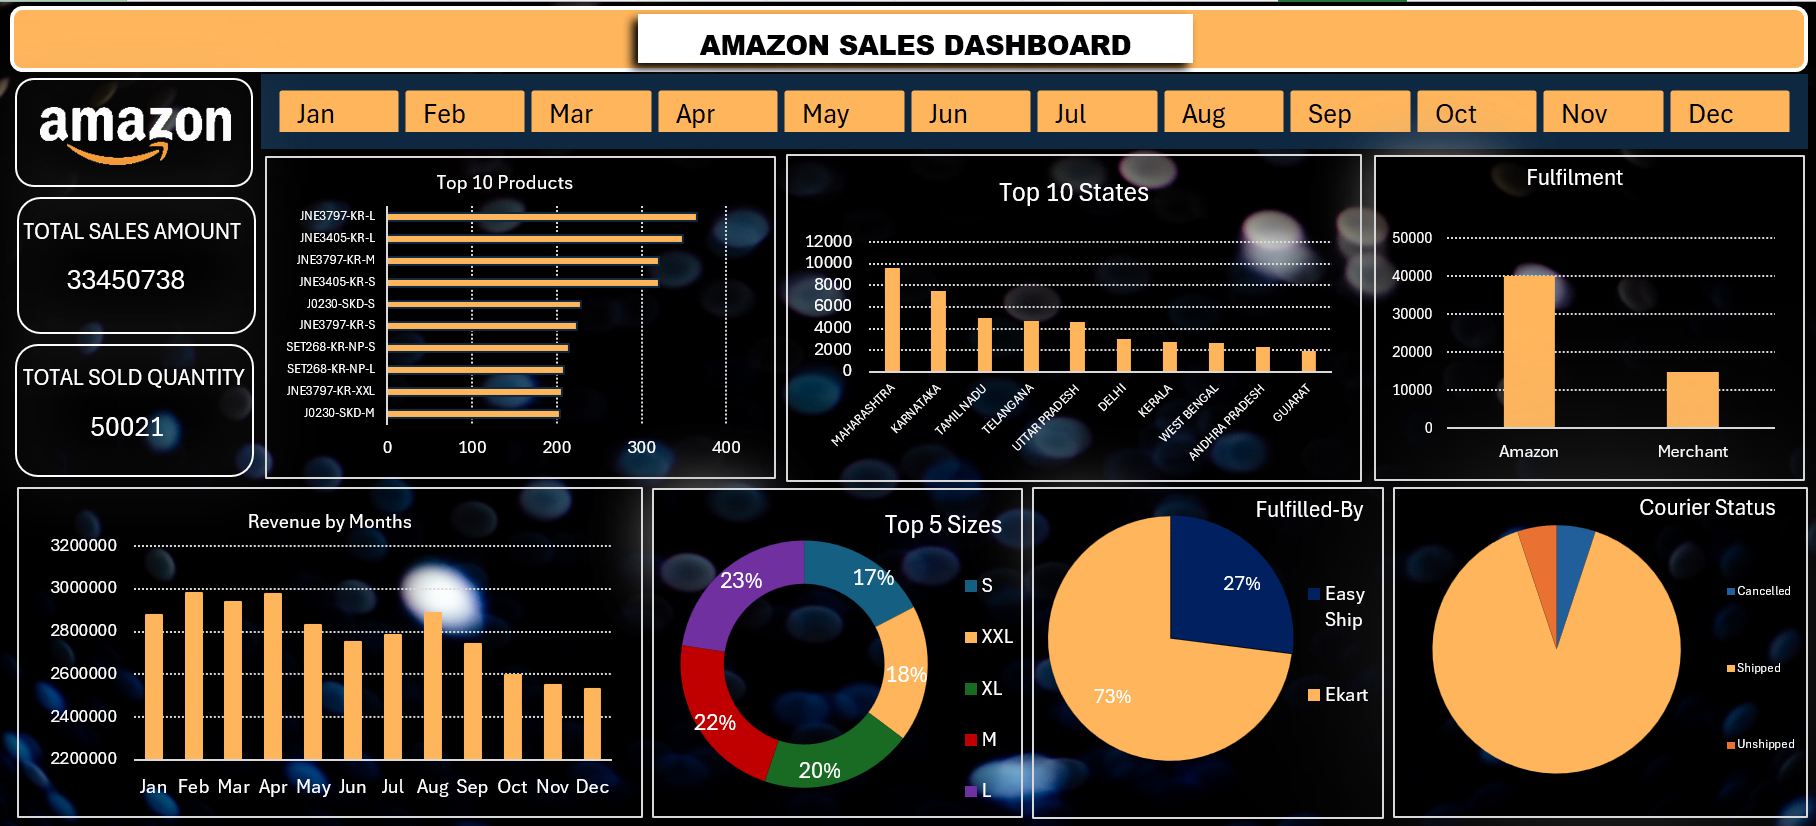 AMAZON SALES DASHBOARD
amazon
Jan Feb Mar Apr May Jun Jul Aug Sep Oct Nov Dec
TOTAL SALES AMOUNT
33450738
TOTAL SOLD QUANTITY
50021
Top 10 Products
JNE3797-KR-L
JNE3405-KR-L
JNE3797-KR-M
JNE3405-KR-S
J0230-SKD-S
JNE3797-KR-S
SET268-KR-NP-S
SET268-KR-NP-L
JNE3797-KR-XXL
J0230-SKD-M
0 100 200 300 400
Top 10 States
12000
10000
8000
6000
4000
2000
0
MAHARASHTRA
KARNATAKA
TAMIL NADU
TELANGANA
UTTAR PRADESH
DELHI
KERALA
WEST BENGAL
ANDHRA PRADESH
GUJARAT
Fulfilment
50000
40000
30000
20000
10000
0
Amazon Merchant
Revenue by Months
3200000
3000000
2800000
2600000
2400000
2200000
Jan Feb Mar Apr May Jun Jul Aug Sep Oct Nov Dec
Top 5 Sizes
23%
17%
18%
22%
20%
S
XXL
XL
M
L
Fulfilled-By
27%
73%
Easy
Ship
Ekart
Courier Status
Cancelled
Shipped
Unshipped